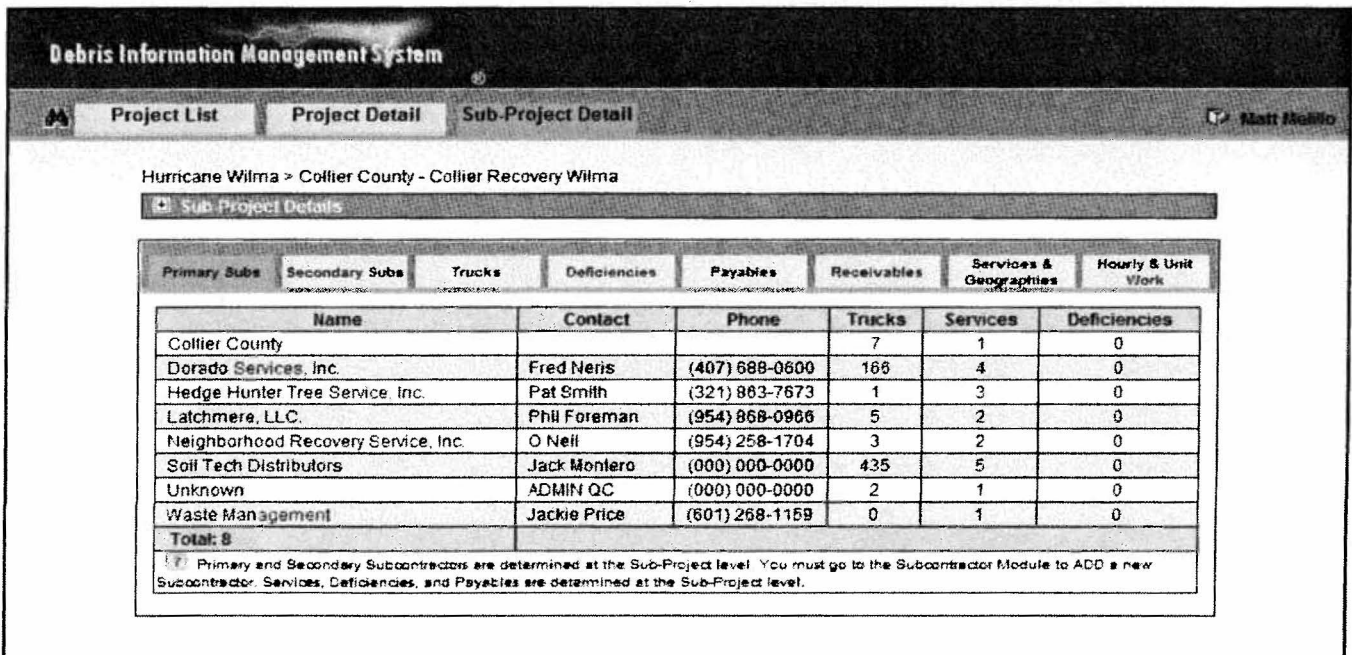 Debris Information Management System
®
Project List Project Detail Sub-Project Detail Matt Melillo
Hurricane Wilma > Collier County - Collier Recovery Wilma
Sub-Project Details
Primary Subs Secondary Subs Trucks Deficiencies Payables Receivables Services & Geographies Hourly & Unit Work
Name Contact Phone Trucks Services Deficiencies
Collier County 7 1 0
Dorado Services, Inc. Fred Neris (407) 688-0600 166 4 0
Hedge Hunter Tree Service, Inc. Pat Smith (321) 863-7673 1 3 0
Latchmere, LLC. Phil Foreman (954) 868-0966 5 2 0
Neighborhood Recovery Service, Inc. O Neil (954) 258-1704 3 2 0
Soil Tech Distributors Jack Montero (000) 000-0000 435 5 0
Unknown ADMIN QC (000) 000-0000 2 1 0
Waste Management Jackie Price (601) 268-1159 0 1 0
Total: 8
? Primary and Secondary Subcontractors are determined at the Sub-Project level. You must go to the Subcontractor Module to ADD a new
Subcontractor. Services, Deficiencies, and Payables are determined at the Sub-Project level.